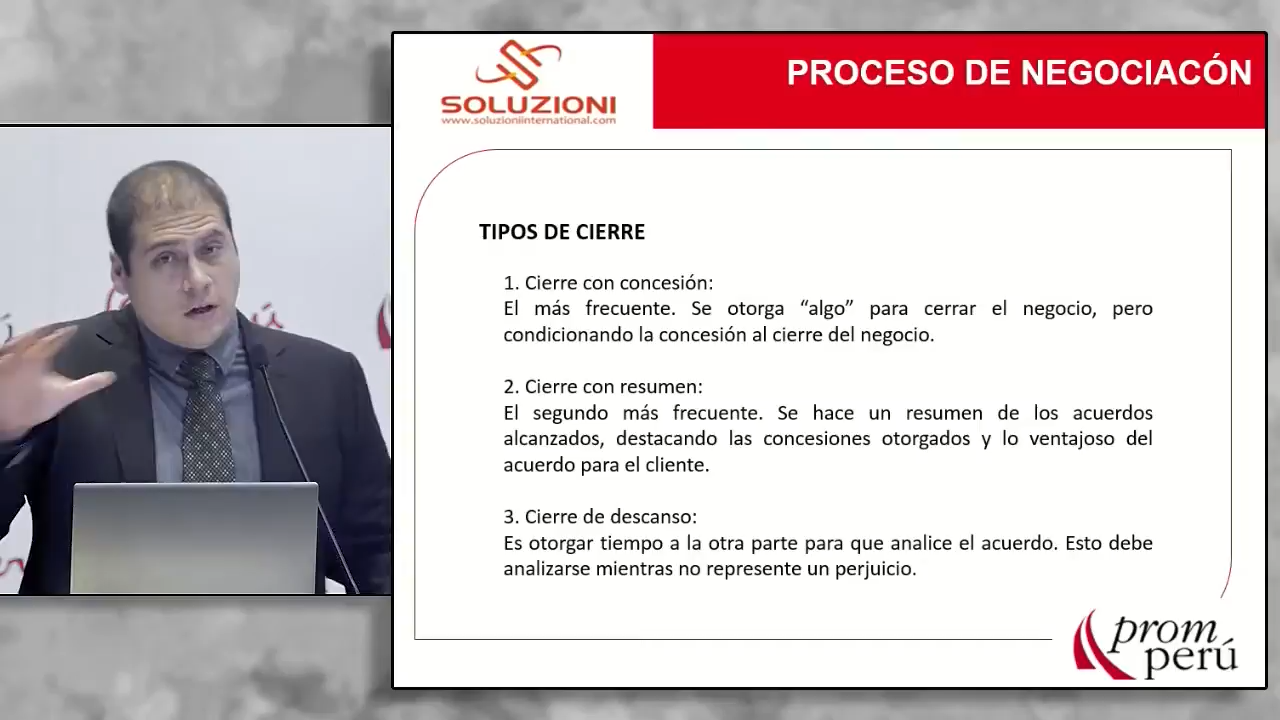 SOLUZIONI
www.soluzioniinternational.com
PROCESO DE NEGOCIACÓN
TIPOS DE CIERRE
1. Cierre con concesión:
El más frecuente. Se otorga “algo” para cerrar el negocio, pero
condicionando la concesión al cierre del negocio.
2. Cierre con resumen:
El segundo más frecuente. Se hace un resumen de los acuerdos
alcanzados, destacando las concesiones otorgados y lo ventajoso del
acuerdo para el cliente.
3. Cierre de descanso:
Es otorgar tiempo a la otra parte para que analice el acuerdo. Esto debe
analizarse mientras no represente un perjuicio.
prom
perú